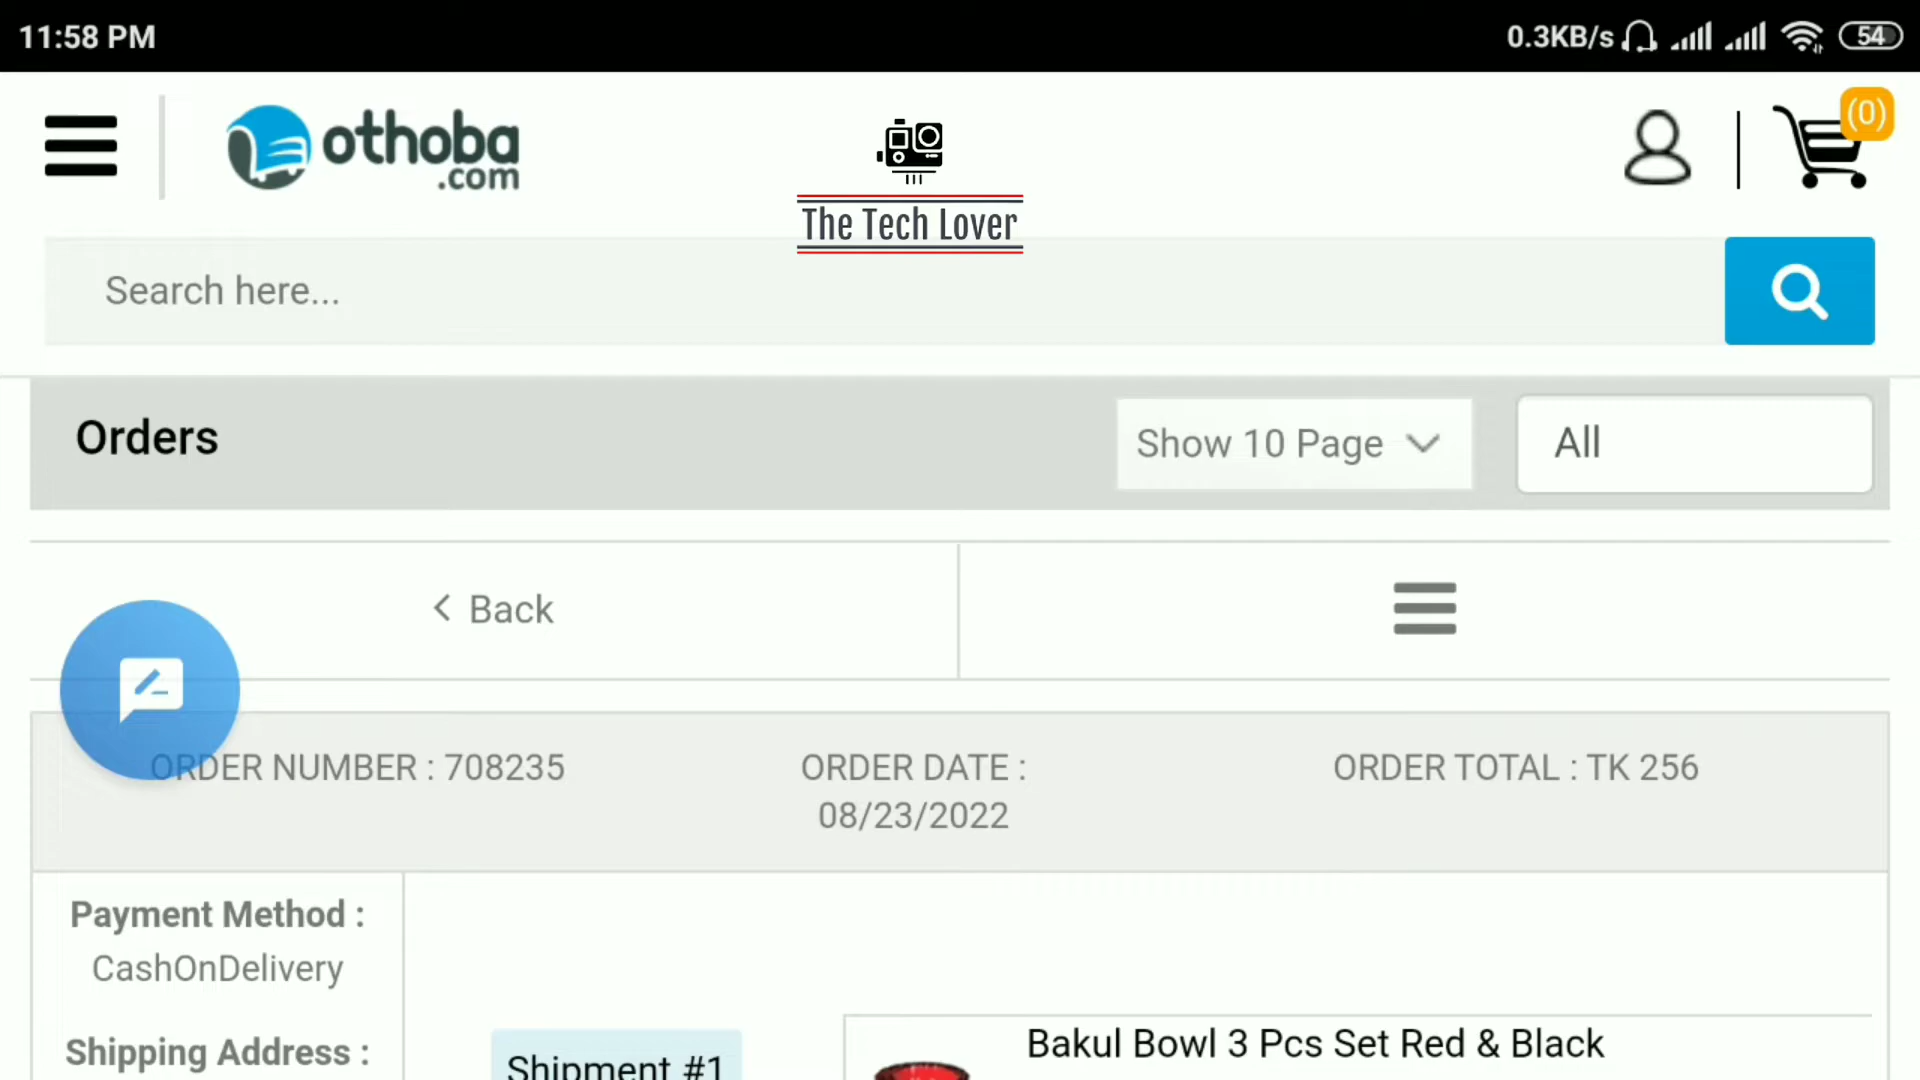 11:58 PM
0.3KB/s
54
othoba
.com
The Tech Lover
(0)
Search here...
Orders
Show 10 Page
All
Back
ORDER NUMBER : 708235
ORDER DATE :
08/23/2022
ORDER TOTAL : TK 256
Payment Method :
CashOnDelivery
Shipping Address :
Shipment #1
Bakul Bowl 3 Pcs Set Red & Black